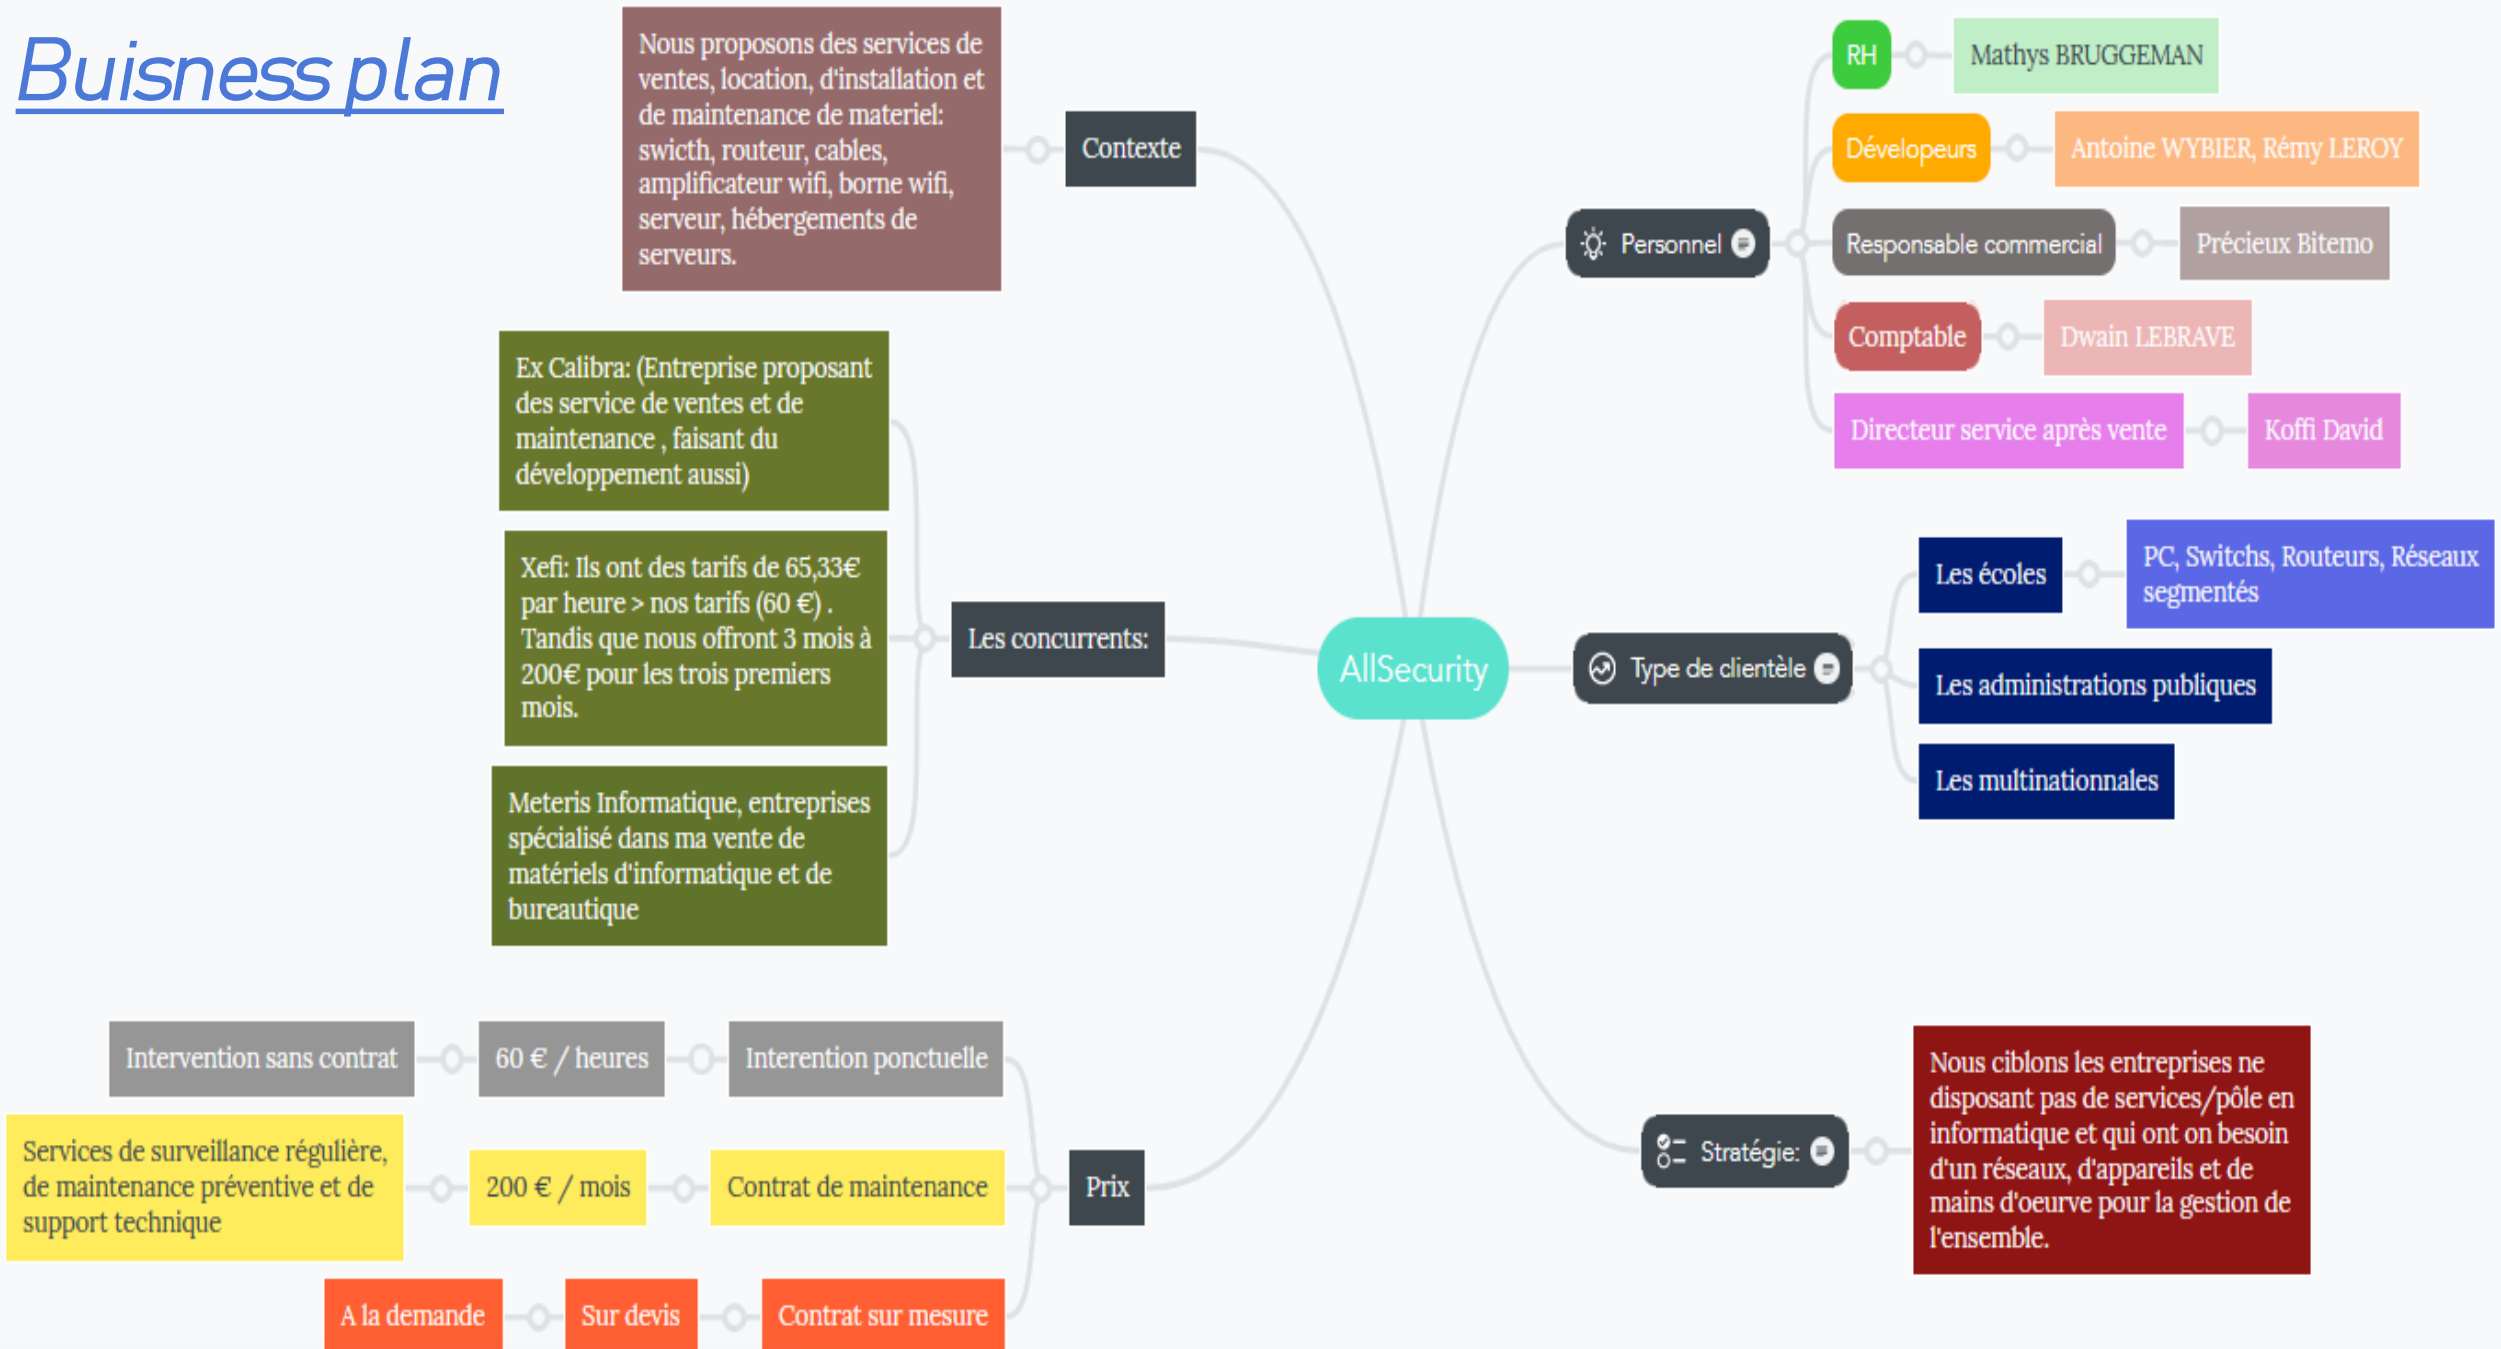 Buisness plan
Nous proposons des services de
ventes, location, d'installation et
de maintenance de materiel:
swicth, routeur, cables,
amplificateur wifi, borne wifi,
serveur, hébergements de
serveurs.
Contexte
Ex Calibra: (Entreprise proposant
des service de ventes et de
maintenance , faisant du
développement aussi)
Xefi: Ils ont des tarifs de 65,33€
par heure > nos tarifs (60 €) .
Tandis que nous offront 3 mois à
200€ pour les trois premiers
mois.
Meteris Informatique, entreprises
spécialisé dans ma vente de
matériels d'informatique et de
bureautique
Les concurrents:
Intervention sans contrat
60 € / heures
Interention ponctuelle
Services de surveillance régulière,
de maintenance préventive et de
support technique
200 € / mois
Contrat de maintenance
A la demande
Sur devis
Contrat sur mesure
Prix
AllSecurity
Personnel
RH
Mathys BRUGGEMAN
Dévelopeurs
Antoine WYBIER, Rémy LEROY
Responsable commercial
Précieux Bitemo
Comptable
Dwain LEBRAVE
Directeur service après vente
Koffi David
Type de clientèle
Les écoles
PC, Switchs, Routeurs, Réseaux
segmentés
Les administrations publiques
Les multinationnales
Stratégie:
Nous ciblons les entreprises ne
disposant pas de services/pôle en
informatique et qui ont on besoin
d'un réseaux, d'appareils et de
mains d'oeurve pour la gestion de
l'ensemble.